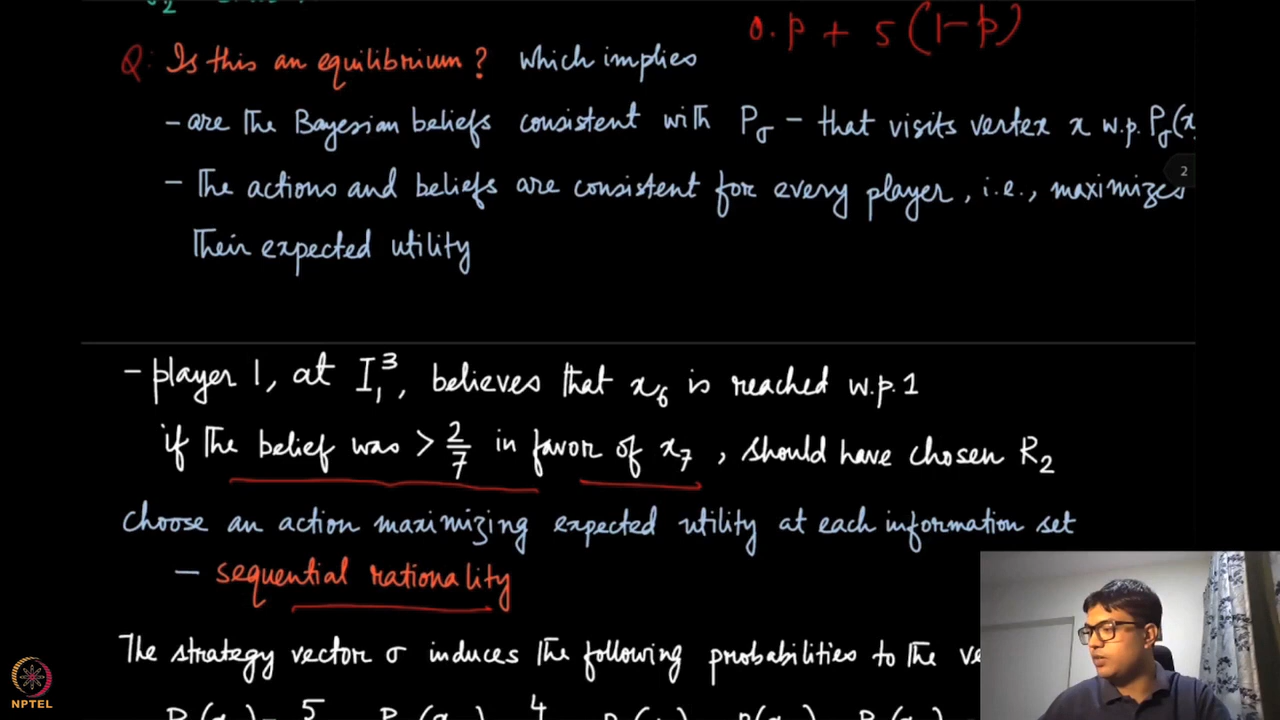 0.p + 5 (1-p)
Q: Is this an equilibrium? which implies
- are the Bayesian beliefs consistent with Pσ - that visits vertex x w.p. Pσ(x
2
- The actions and beliefs are consistent for every player, i.e., maximizes
Their expected utility
- player 1, at I₁³, believes that x₆ is reached w.p.1
if the belief was > 2/7 in favor of x₇, should have chosen R₂
choose an action maximizing expected utility at each information set
- sequential rationality
The strategy vector σ induces the following probabilities to the ve
NPTEL